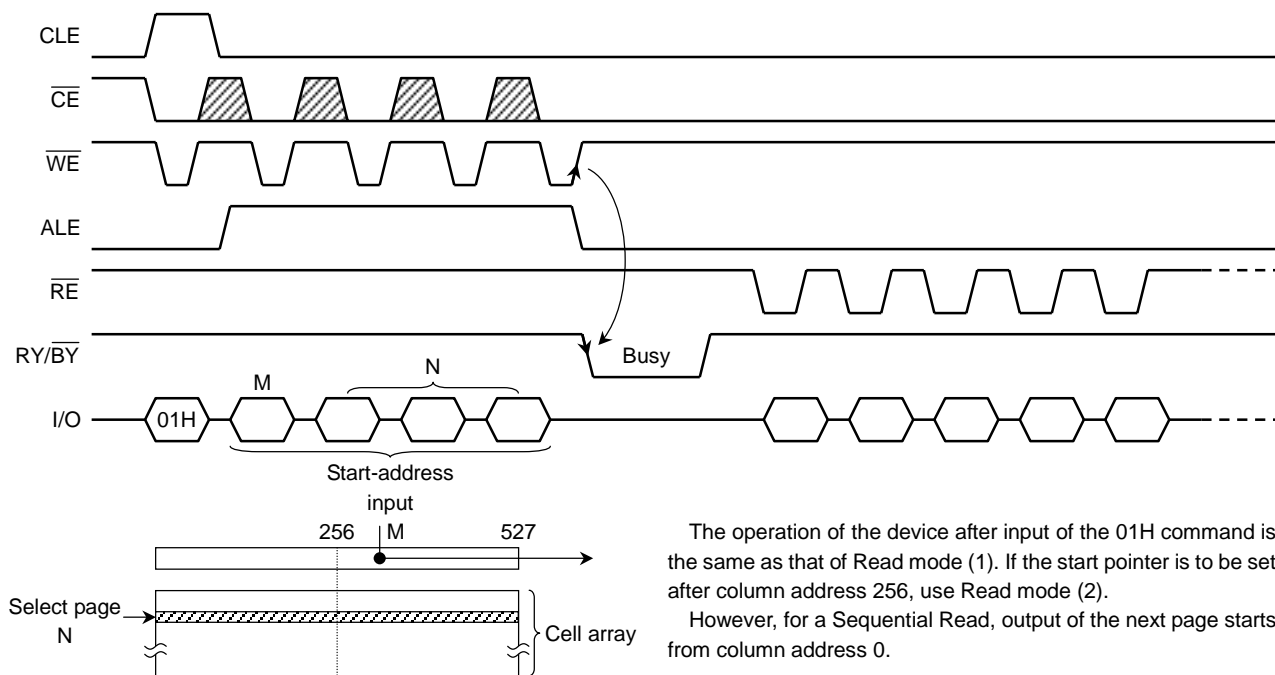 CLE
CE
WE
ALE
RE
RY/BY
Busy
M
N
I/O
01H
Start-address
input
256
M
527
Select page
N
Cell array
The operation of the device after input of the 01H command is
the same as that of Read mode (1). If the start pointer is to be set
after column address 256, use Read mode (2).
However, for a Sequential Read, output of the next page starts
from column address 0.